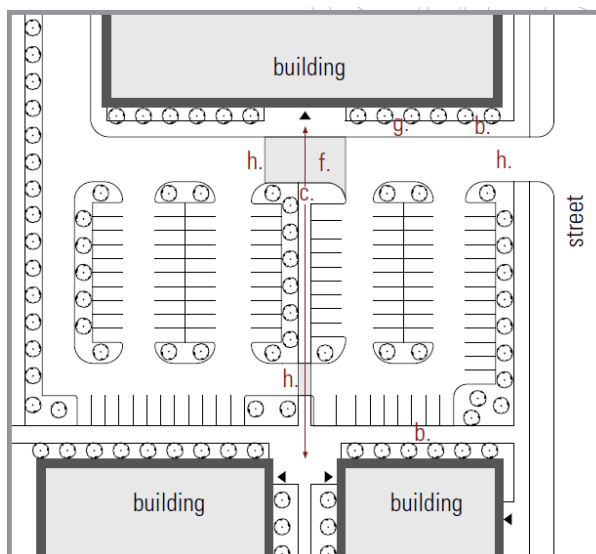 building
g.
b.
h.
f.
h.
c.
street
h.
b.
building
building